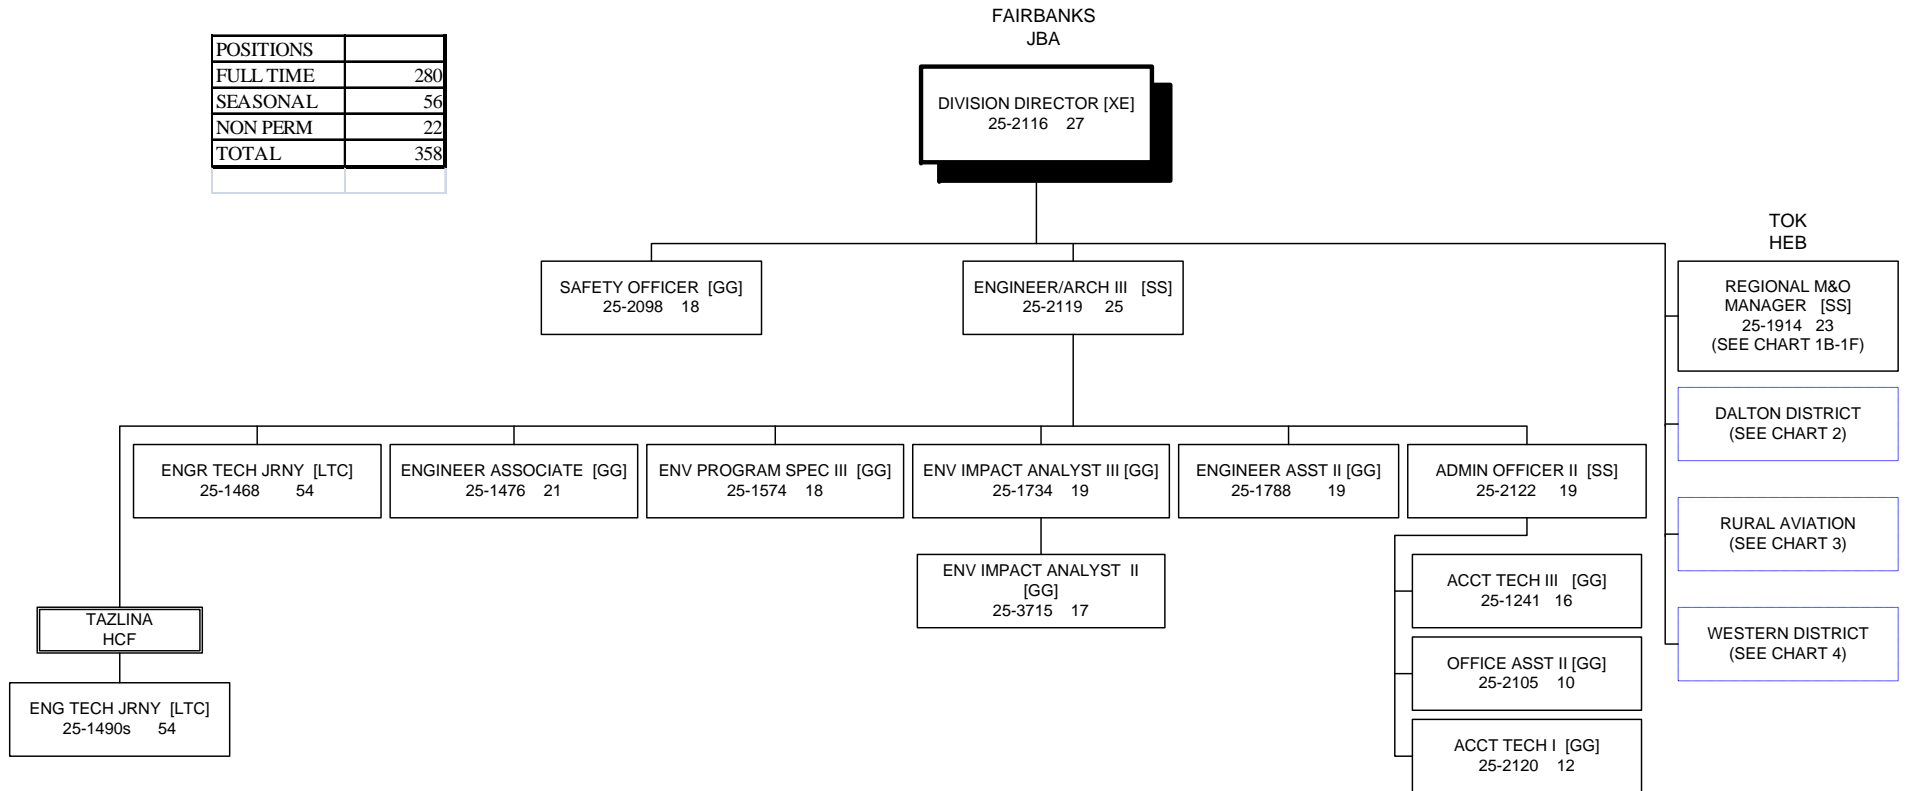 FAIRBANKS
JBA
POSITIONS
FULL TIME 280
SEASONAL 56
NON PERM 22
TOTAL 358
DIVISION DIRECTOR [XE]
25-2116 27
TOK
HEB
SAFETY OFFICER [GG]
25-2098 18
ENGINEER/ARCH III [SS]
25-2119 25
REGIONAL M&O
MANAGER [SS]
25-1914 23
(SEE CHART 1B-1F)
DALTON DISTRICT
(SEE CHART 2)
RURAL AVIATION
(SEE CHART 3)
WESTERN DISTRICT
(SEE CHART 4)
ENGR TECH JRNY [LTC]
25-1468 54
ENGINEER ASSOCIATE [GG]
25-1476 21
ENV PROGRAM SPEC III [GG]
25-1574 18
ENV IMPACT ANALYST III [GG]
25-1734 19
ENGINEER ASST II [GG]
25-1788 19
ADMIN OFFICER II [SS]
25-2122 19
ENV IMPACT ANALYST II
[GG]
25-3715 17
ACCT TECH III [GG]
25-1241 16
OFFICE ASST II [GG]
25-2105 10
ACCT TECH I [GG]
25-2120 12
TAZLINA
HCF
ENG TECH JRNY [LTC]
25-1490s 54